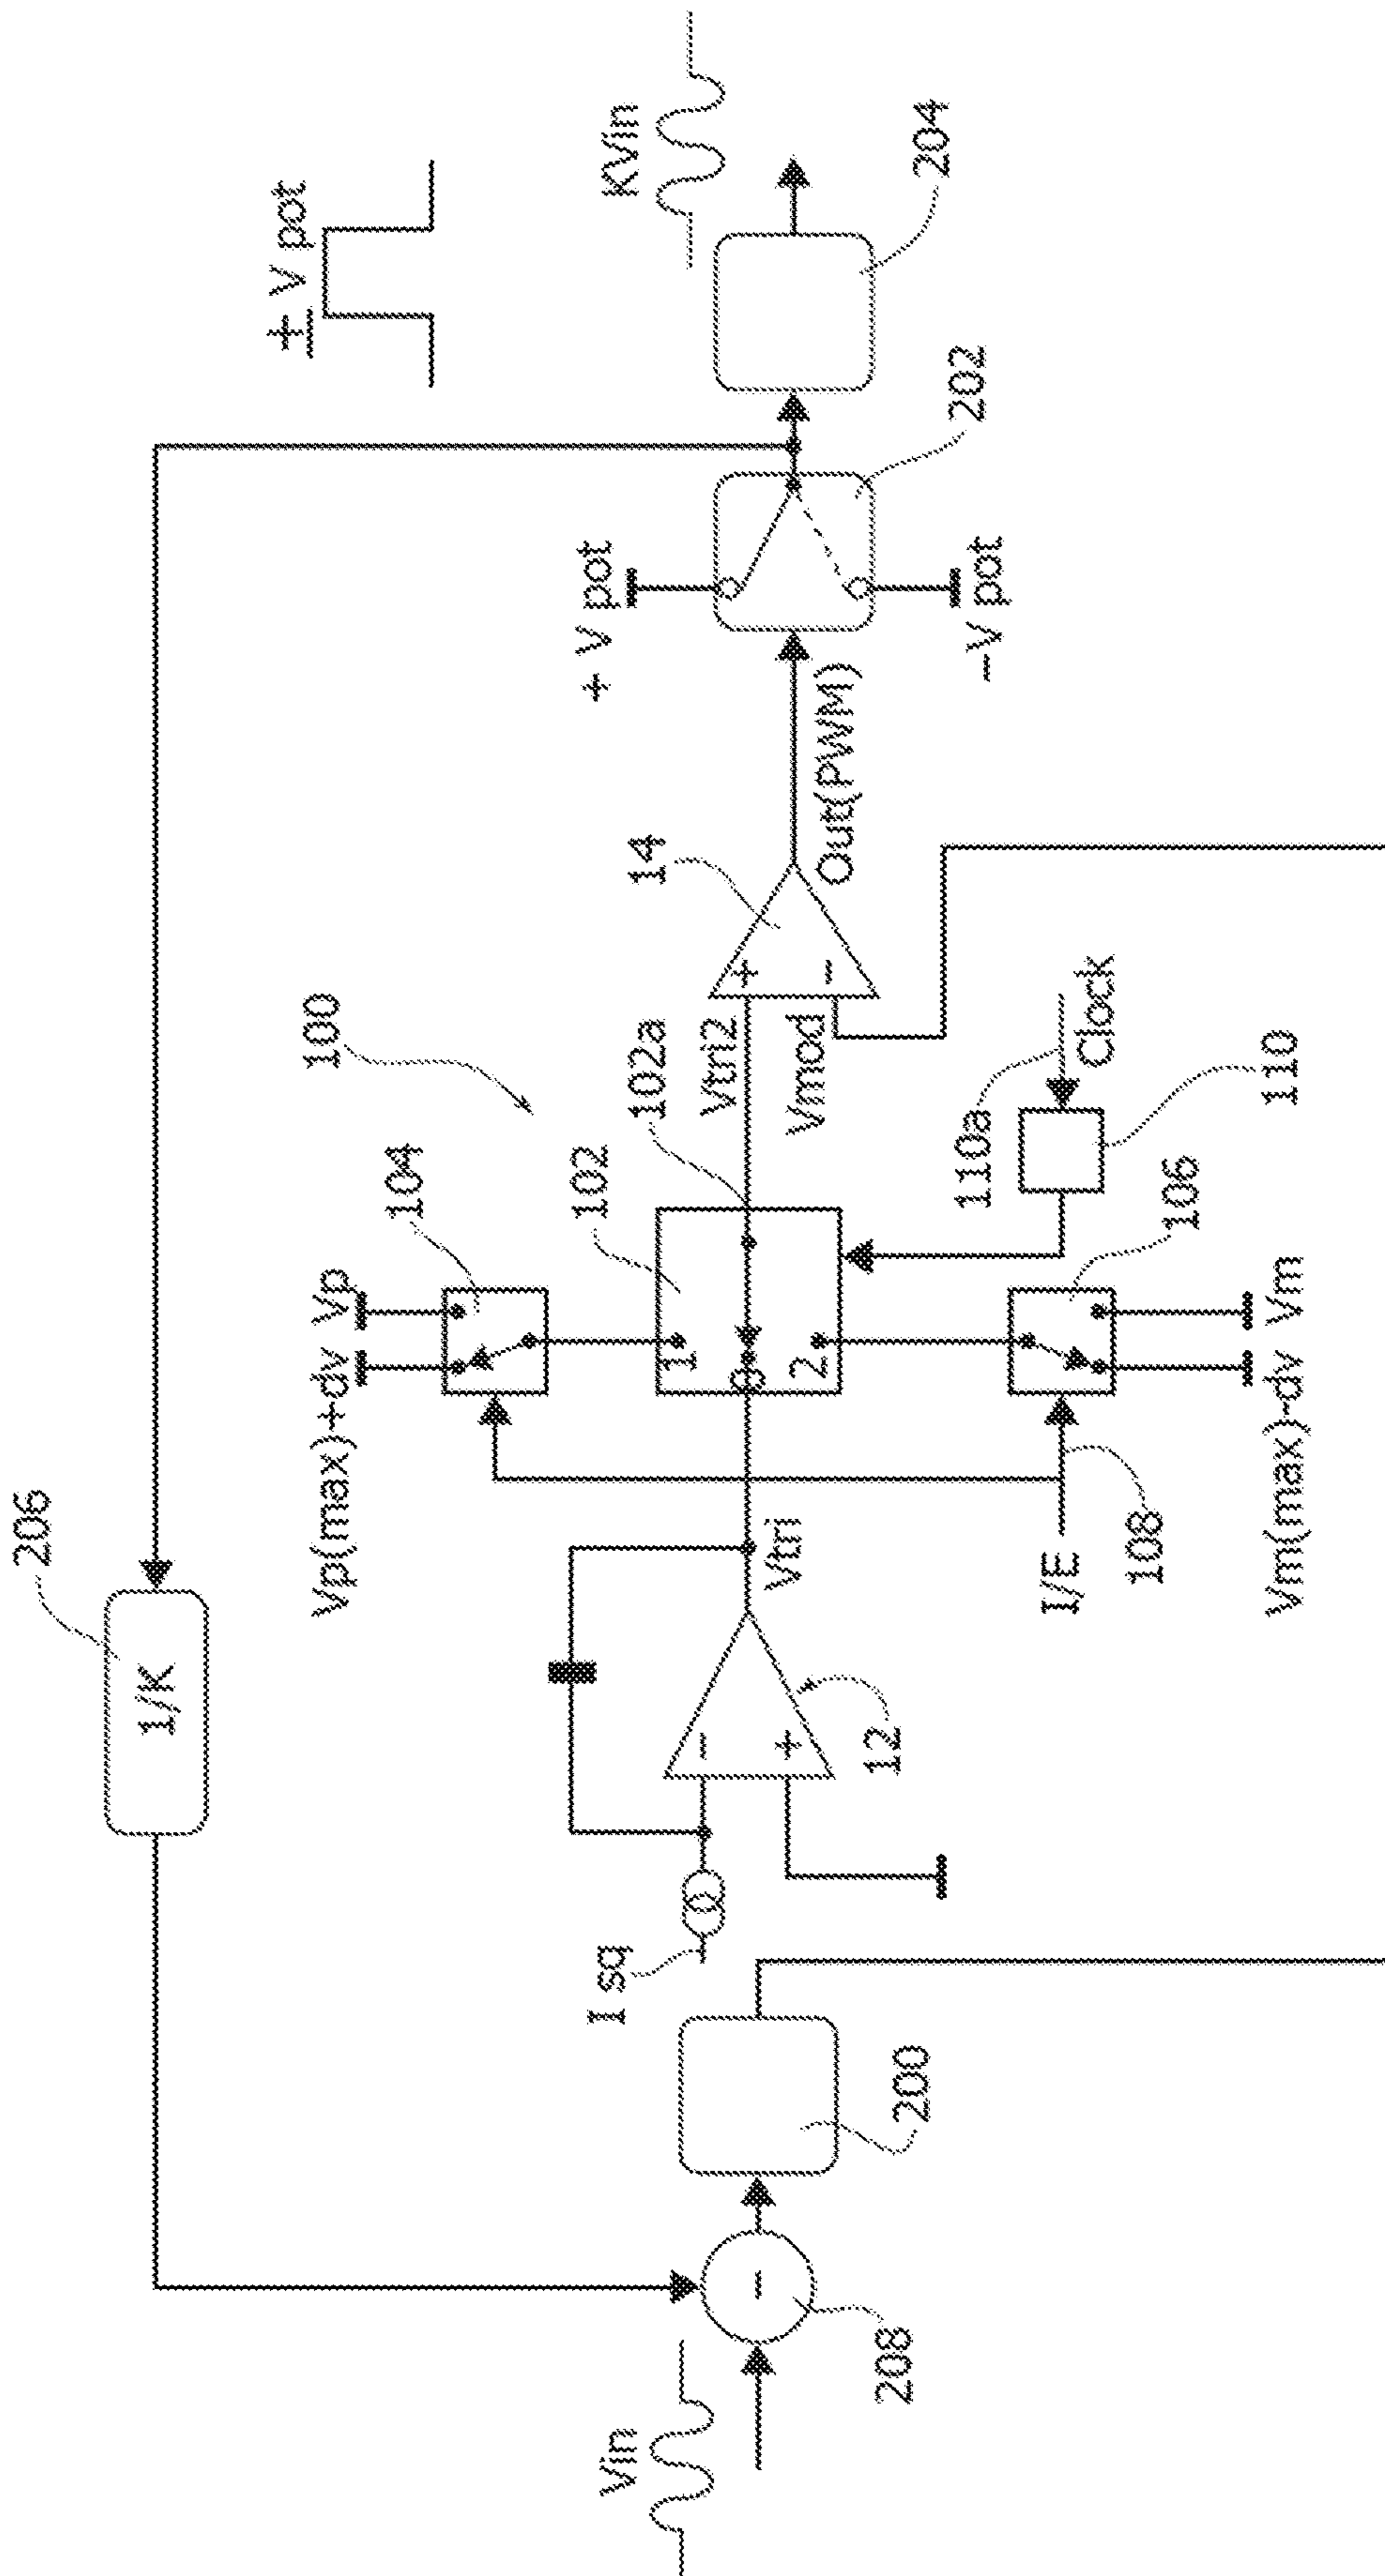 206
1/K
± V pot
KVin
100
Vp(max)+dv
Vp
104
+ V pot
14
102
102a
I sq
Vtri
1
0
2
Vtri2
Vmod
+
−
Out(PWM)
202
204
−V pot
Vin
−
208
200
−
+
12
I/E
108
110a
Clock
110
106
Vm(max)-dv
Vm